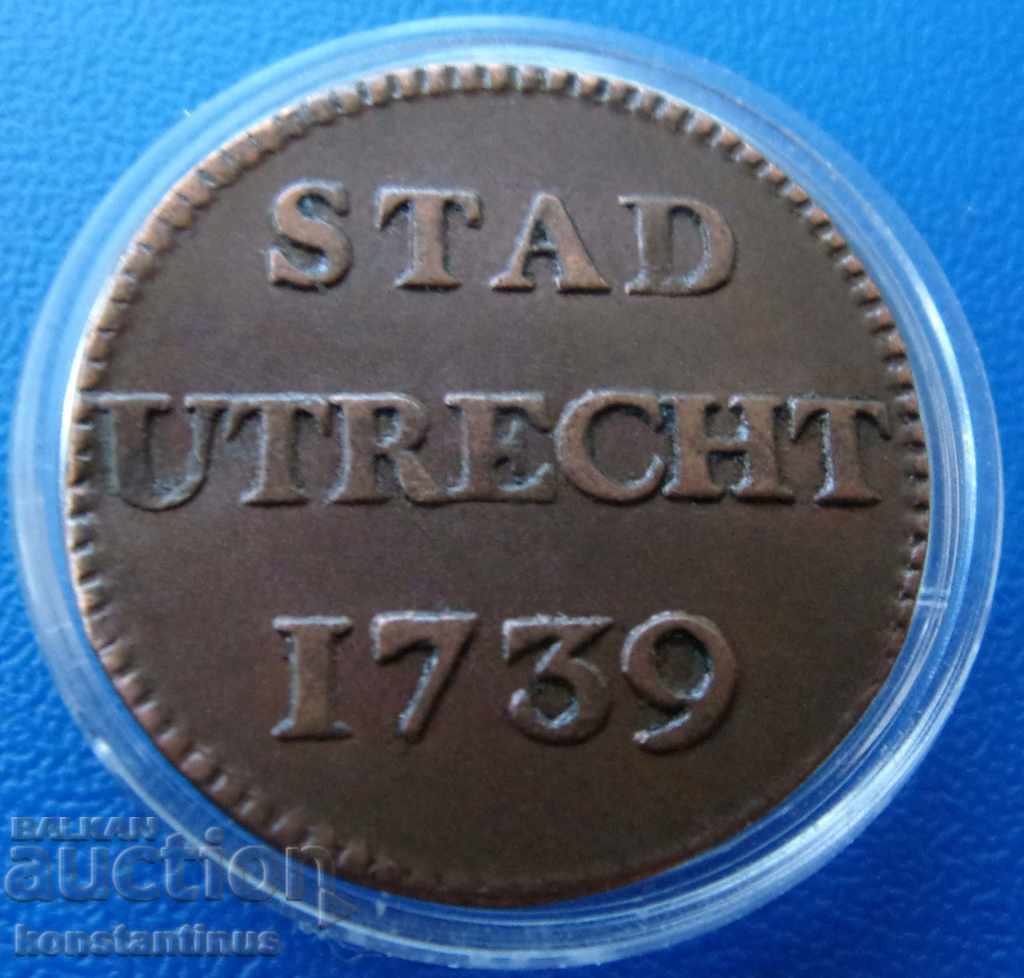 STAD
UTRECHT
1739
BALKAN
auction
konstantinus